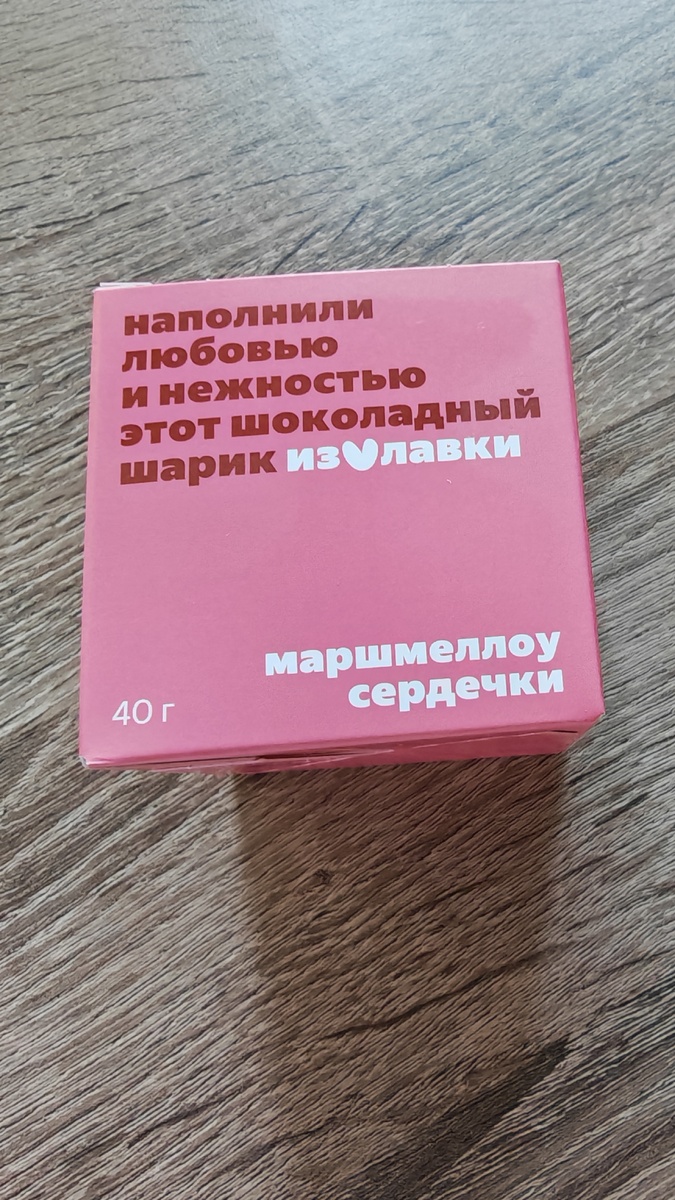 наполнили
любовью
и нежностью
этот шоколадный
шарик из лавки
маршмеллоу
сердечки
40 г